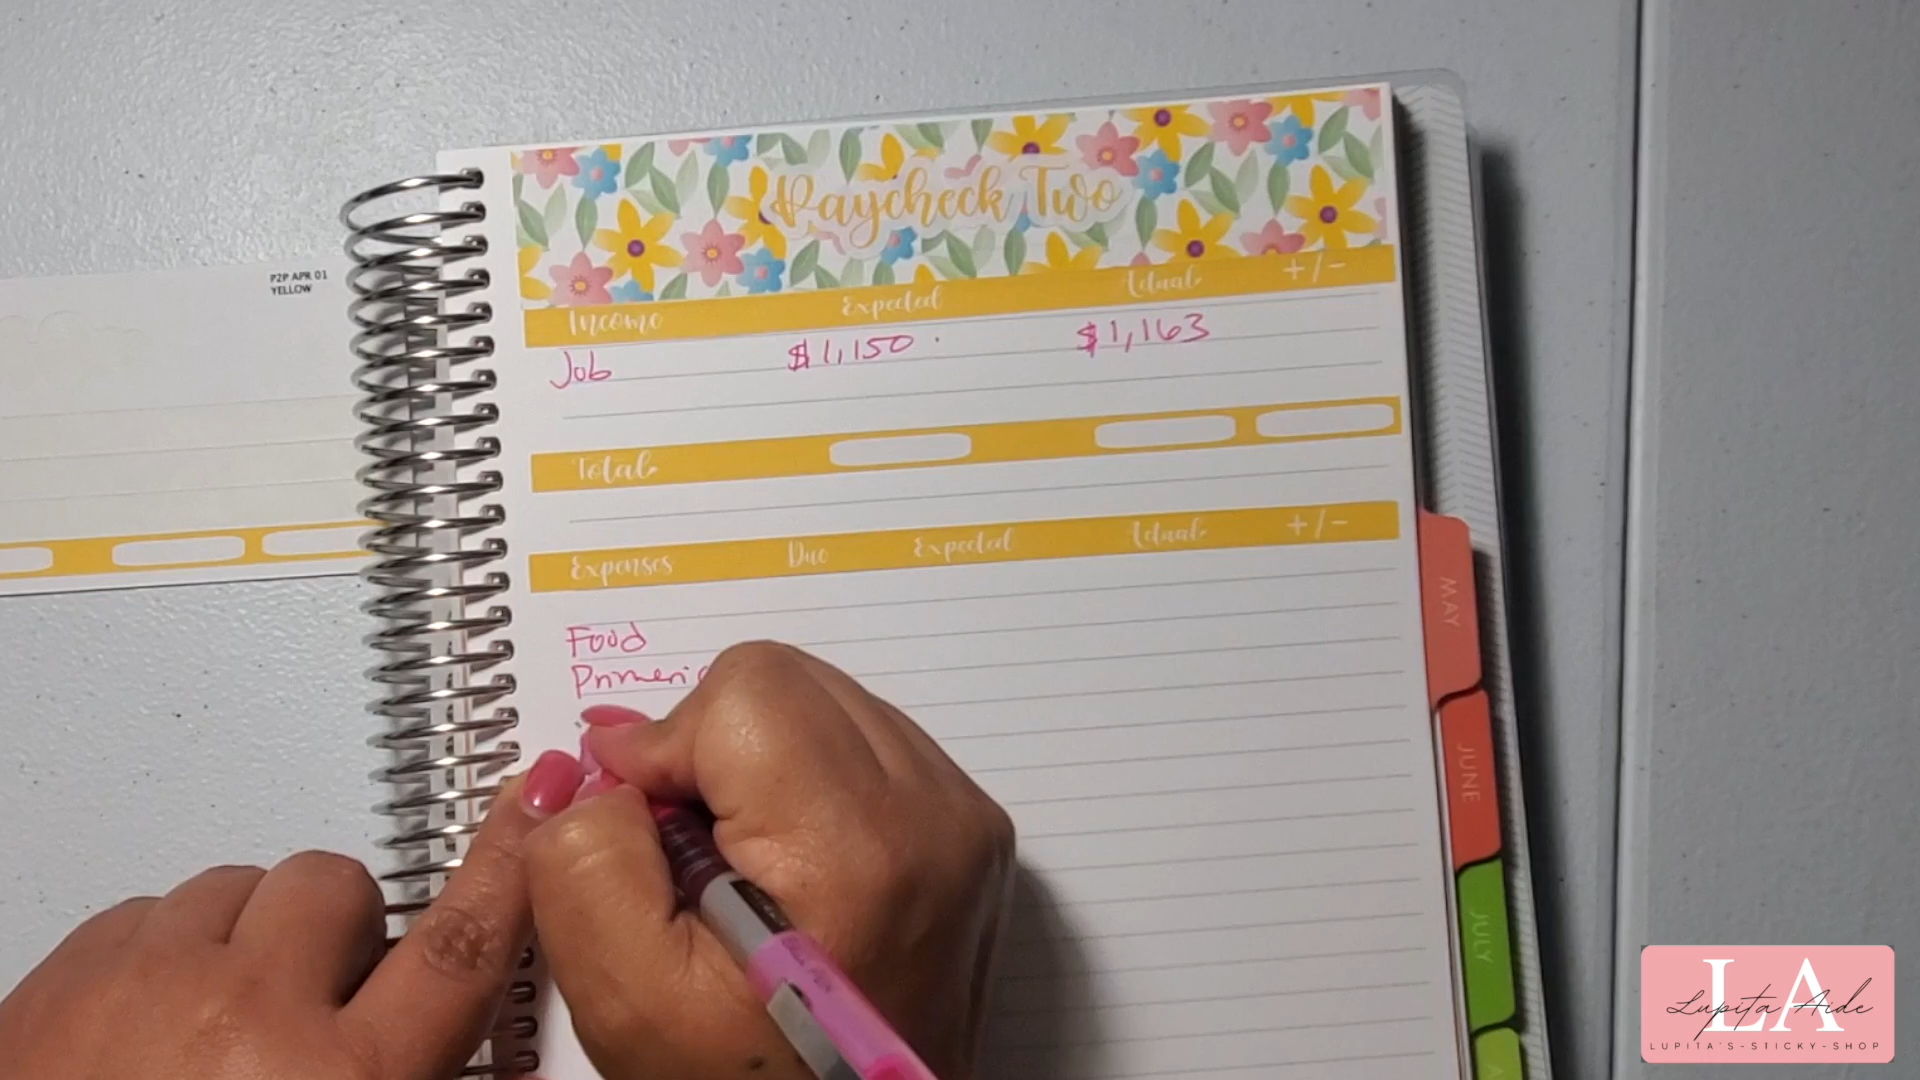 P2P APR 01
YELLOW
Paycheck Two
Income Expected Actual +/-
Job $1,150 $1,163
Total
Expenses Due Expected Actual +/-
Food
MAY
JUNE
JULY
A
LA
Lupita Aide
LUPITA'S-STICKY-SHOP